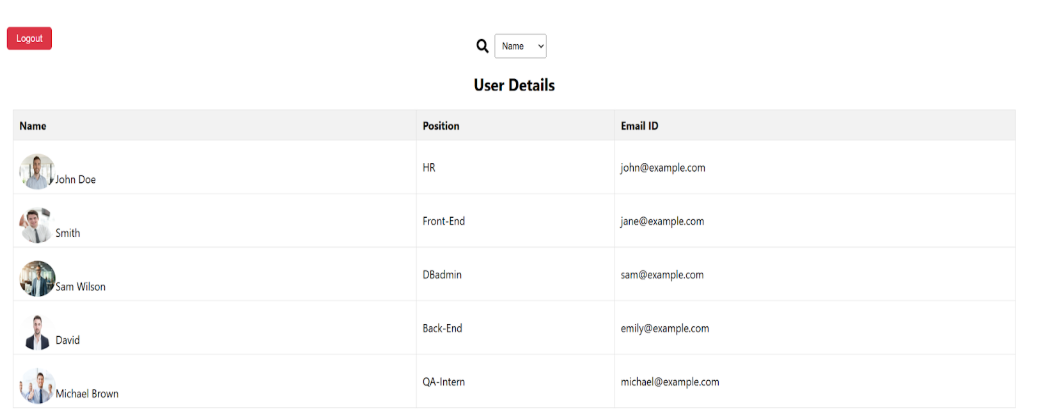 Logout
Name
User Details
Name Position Email ID
John Doe HR john@example.com
Smith Front-End jane@example.com
Sam Wilson DBadmin sam@example.com
David Back-End emily@example.com
Michael Brown QA-Intern michael@example.com